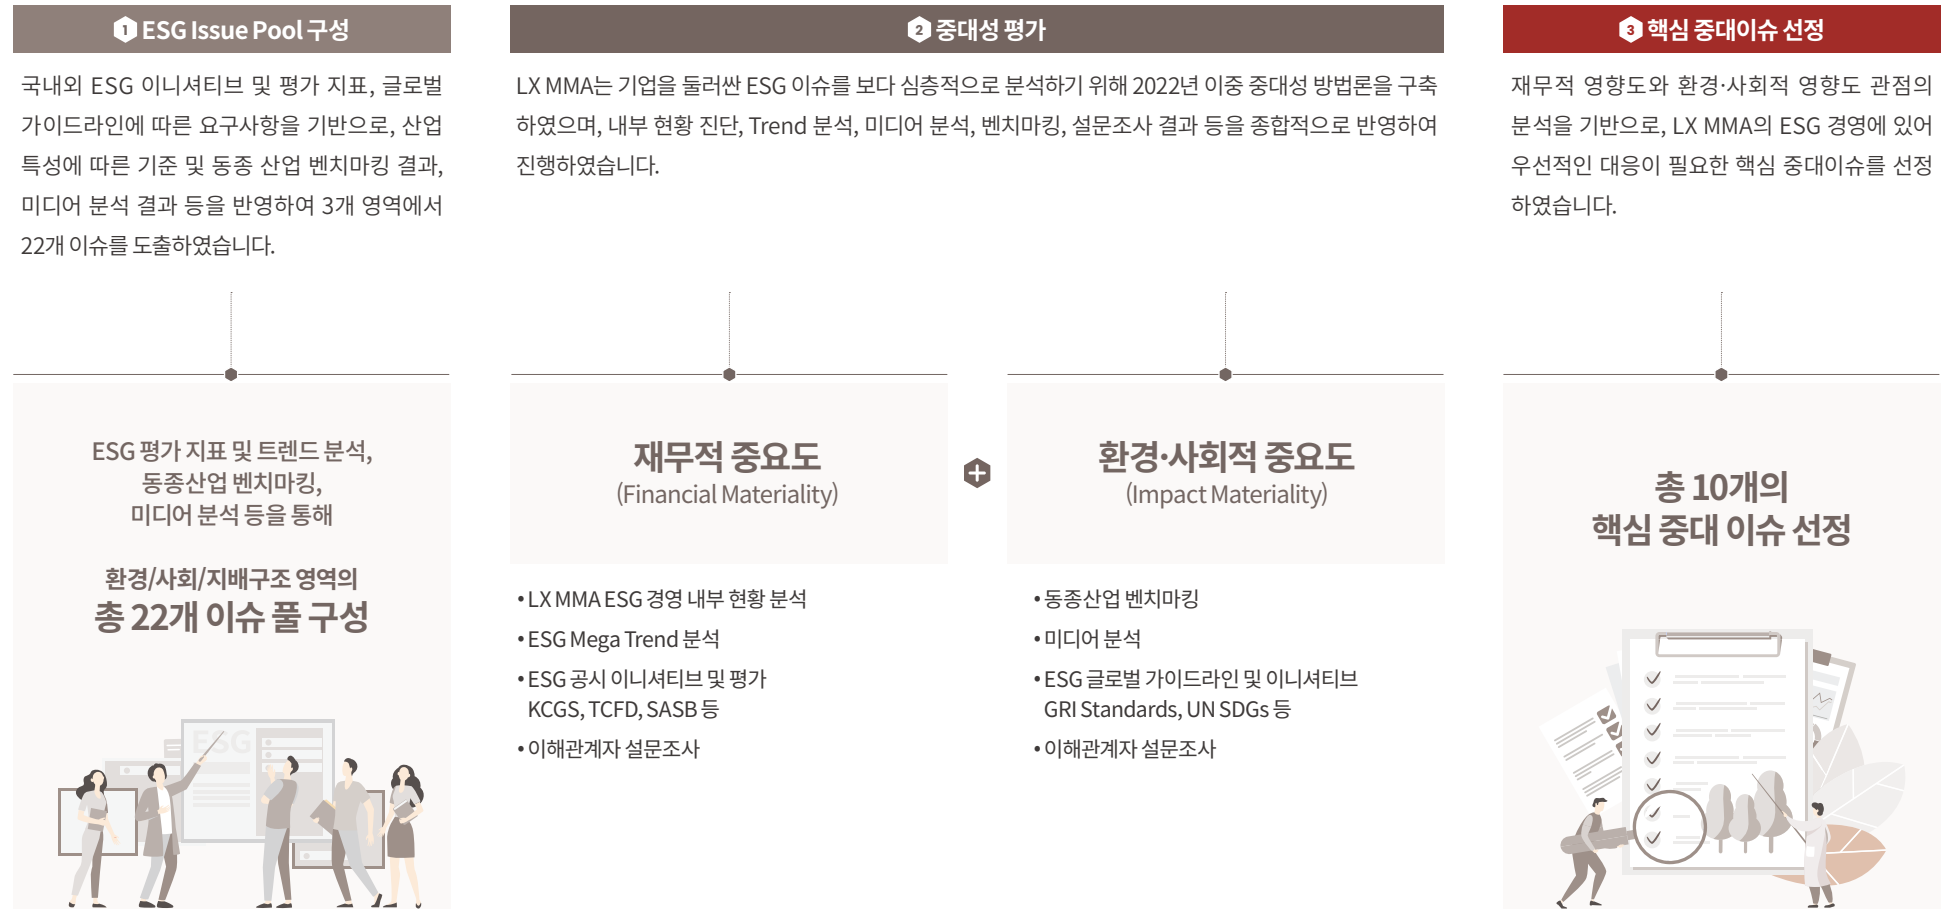 1 ESG Issue Pool 구성
국내외 ESG 이니셔티브 및 평가 지표, 글로벌
가이드라인에 따른 요구사항을 기반으로, 산업
특성에 따른 기준 및 동종 산업 벤치마킹 결과,
미디어 분석 결과 등을 반영하여 3개 영역에서
22개 이슈를 도출하였습니다.
ESG 평가 지표 및 트렌드 분석,
동종산업 벤치마킹,
미디어 분석 등을 통해
환경/사회/지배구조 영역의
총 22개 이슈 풀 구성
ESG
2 중대성 평가
LX MMA는 기업을 둘러싼 ESG 이슈를 보다 심층적으로 분석하기 위해 2022년 이중 중대성 방법론을 구축
하였으며, 내부 현황 진단, Trend 분석, 미디어 분석, 벤치마킹, 설문조사 결과 등을 종합적으로 반영하여
진행하였습니다.
재무적 중요도
(Financial Materiality)
• LX MMA ESG 경영 내부 현황 분석
• ESG Mega Trend 분석
• ESG 공시 이니셔티브 및 평가
KCGS, TCFD, SASB 등
• 이해관계자 설문조사
환경·사회적 중요도
(Impact Materiality)
• 동종산업 벤치마킹
• 미디어 분석
• ESG 글로벌 가이드라인 및 이니셔티브
GRI Standards, UN SDGs 등
• 이해관계자 설문조사
3 핵심 중대이슈 선정
재무적 영향도와 환경·사회적 영향도 관점의
분석을 기반으로, LX MMA의 ESG 경영에 있어
우선적인 대응이 필요한 핵심 중대이슈를 선정
하였습니다.
총 10개의
핵심 중대 이슈 선정